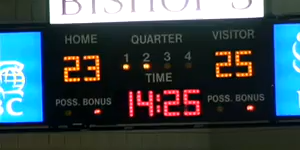 BISHOP'S
HOME QUARTER VISITOR
23 1 2 3 4 25
TIME
POSS. BONUS 14:25 POSS. BONUS